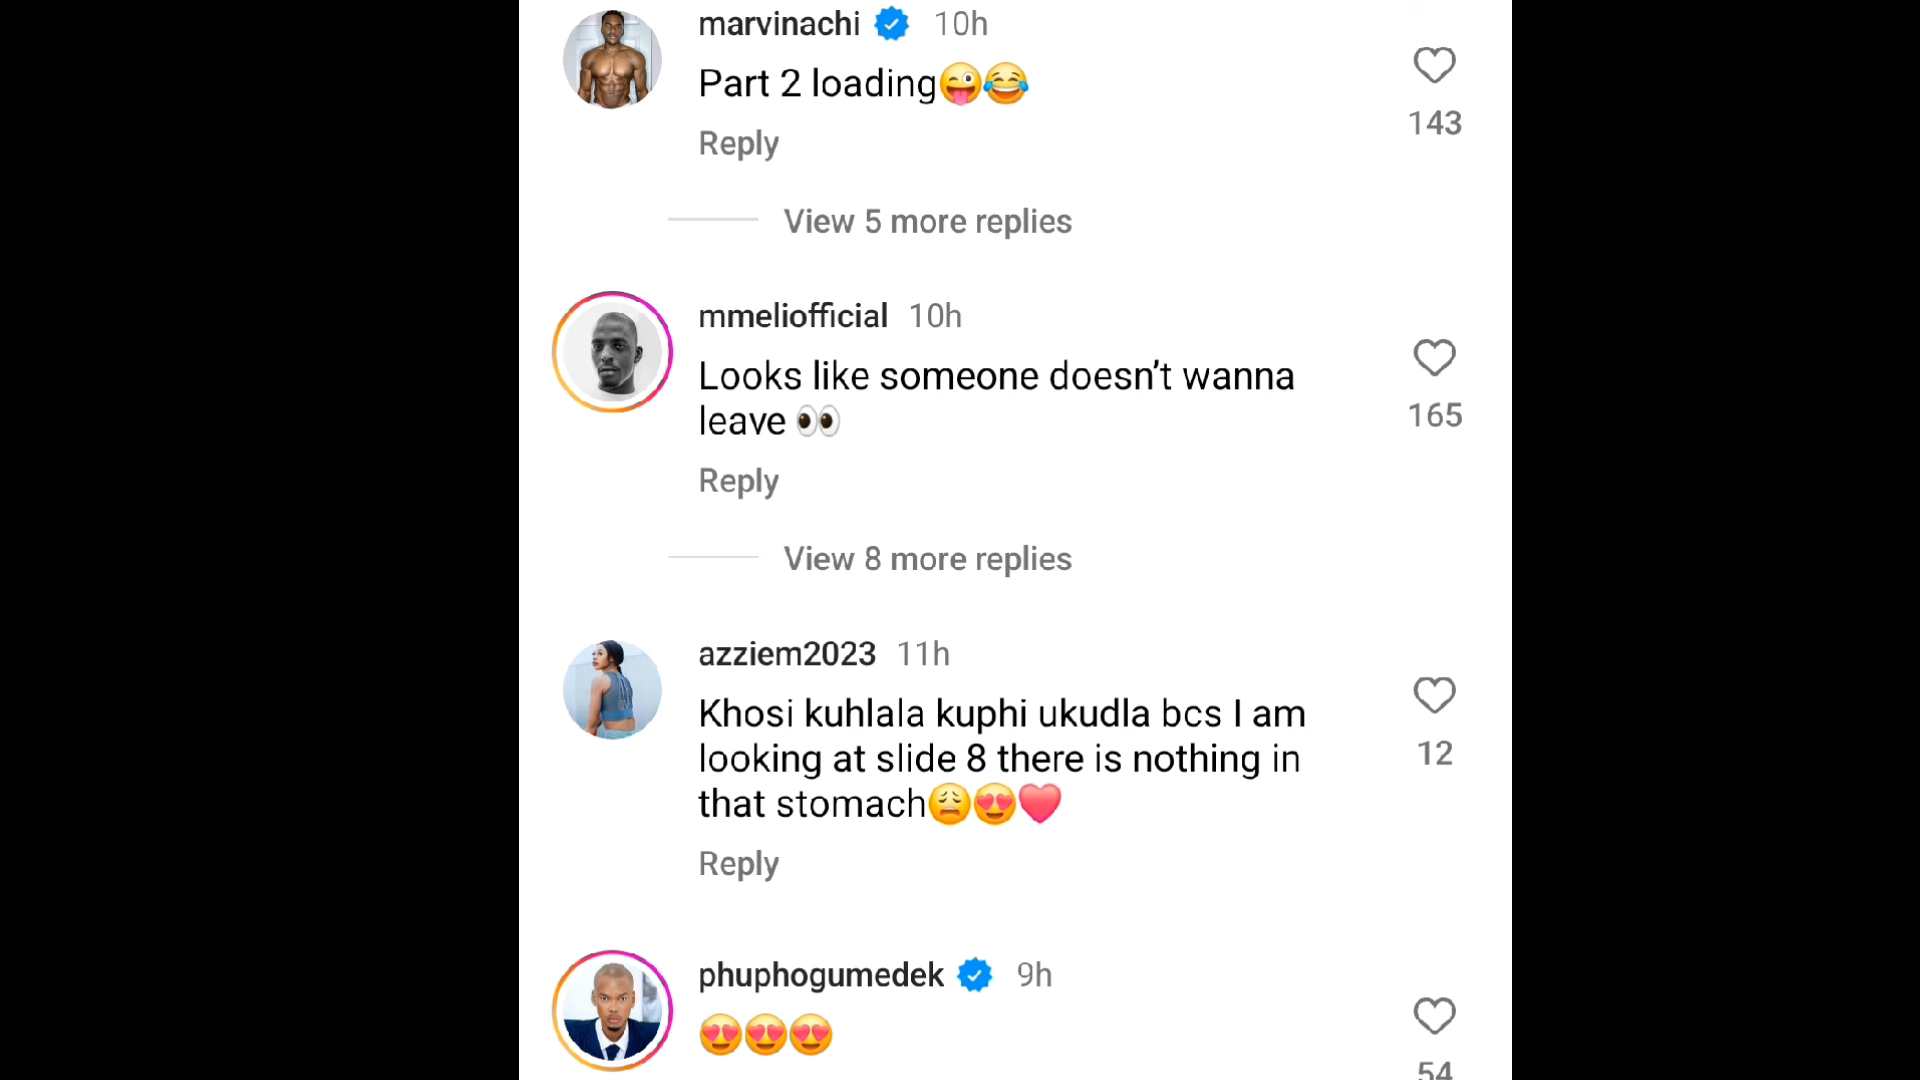 marvinachi 10h
Part 2 loading😜😂
143
Reply
View 5 more replies
mmeliofficial 10h
Looks like someone doesn’t wanna
leave 👀
165
Reply
View 8 more replies
azziem2023 11h
Khosi kuhlala kuphi ukudla bcs I am
looking at slide 8 there is nothing in
that stomach😩😍❤️
12
Reply
phuphogumedek 9h
😍😍😍
54